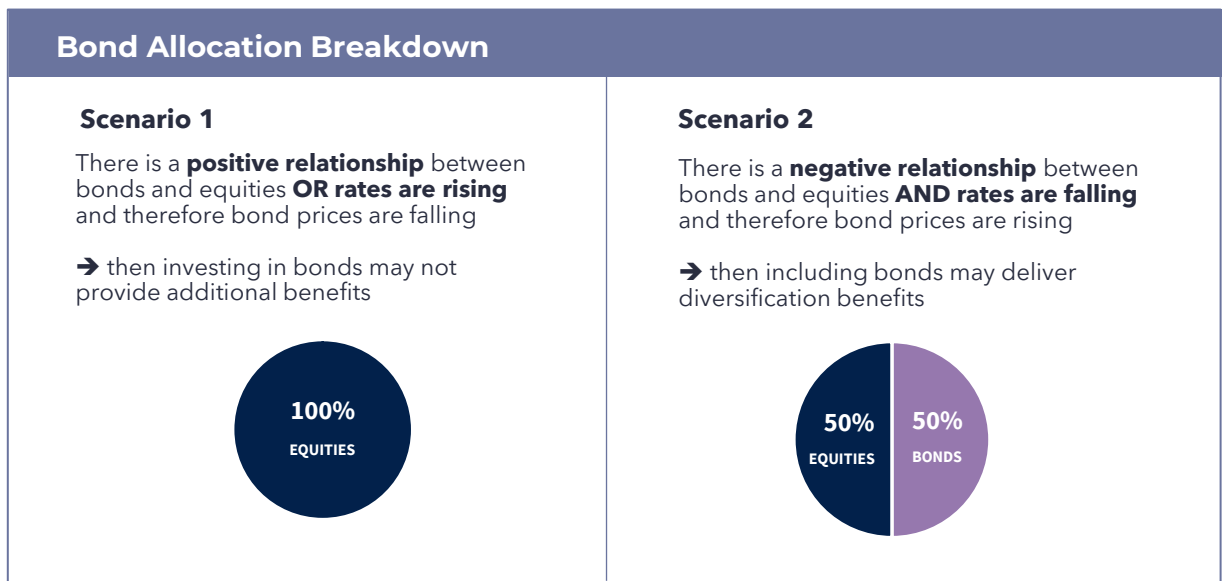 Bond Allocation Breakdown
Scenario 1
There is a positive relationship between
bonds and equities OR rates are rising
and therefore bond prices are falling
➔ then investing in bonds may not
provide additional benefits
100%
EQUITIES
Scenario 2
There is a negative relationship between
bonds and equities AND rates are falling
and therefore bond prices are rising
➔ then including bonds may deliver
diversification benefits
50%
EQUITIES
50%
BONDS